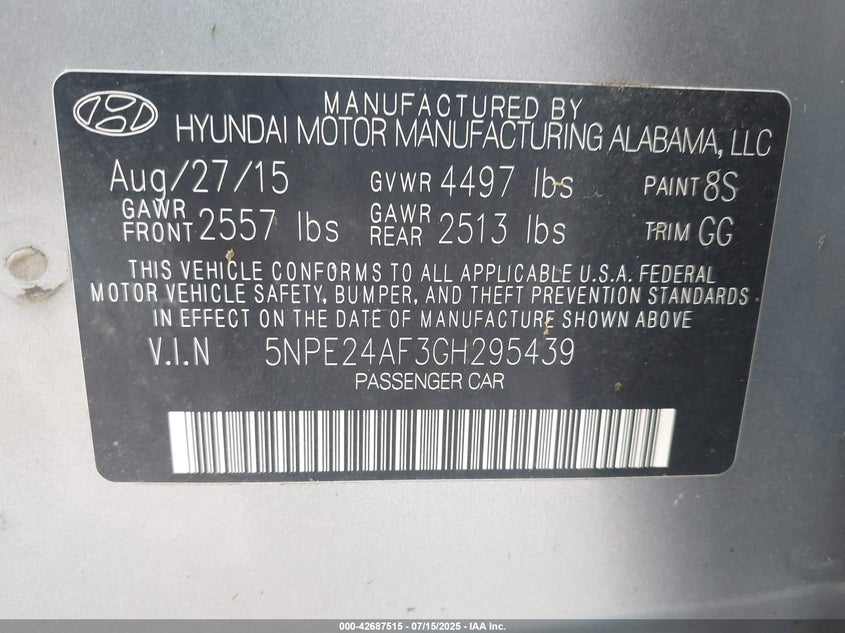 MANUFACTURED BY
HYUNDAI MOTOR MANUFACTURING ALABAMA, LLC
Aug/27/15 GVWR 4497 lbs PAINT 8S
GAWR FRONT 2557 lbs GAWR REAR 2513 lbs TRIM GG
THIS VEHICLE CONFORMS TO ALL APPLICABLE U.S.A. FEDERAL
MOTOR VEHICLE SAFETY, BUMPER, AND THEFT PREVENTION STANDARDS
IN EFFECT ON THE DATE OF MANUFACTURE SHOWN ABOVE
V.I.N 5NPE24AF3GH295439
PASSENGER CAR
000-42687515 - 07/15/2025 - IAA Inc.